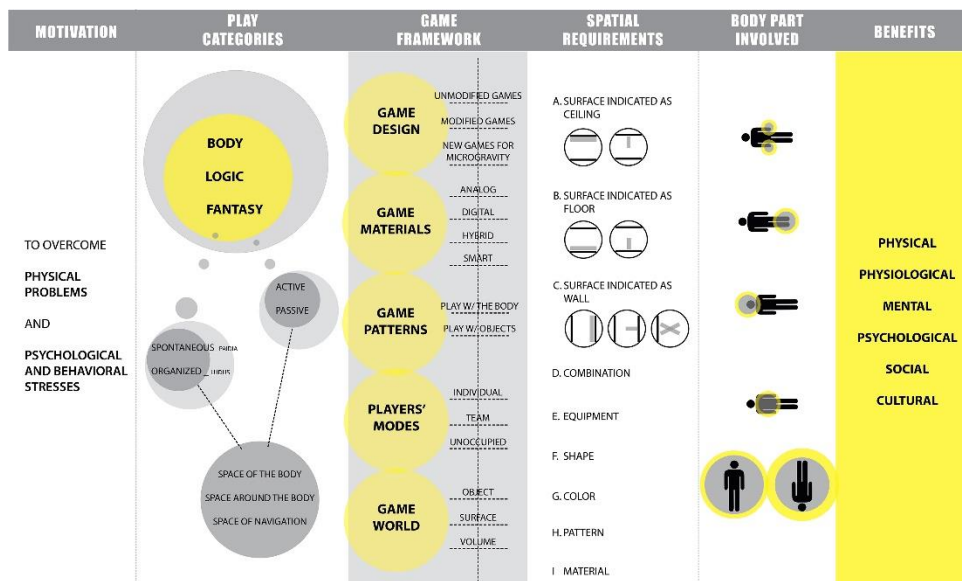 MOTIVATION
PLAY
CATEGORIES
GAME
FRAMEWORK
SPATIAL
REQUIREMENTS
BODY PART
INVOLVED
BENEFITS
TO OVERCOME
PHYSICAL
PROBLEMS
AND
PSYCHOLOGICAL
AND BEHAVIORAL
STRESSES
BODY
LOGIC
FANTASY
ACTIVE
PASSIVE
SPONTANEOUS
ORGANIZED
SPACE OF THE BODY
SPACE AROUND THE BODY
SPACE OF NAVIGATION
GAME
DESIGN
UNMODIFIED GAMES
MODIFIED GAMES
NEW GAMES FOR
MICROGRAVITY
GAME
MATERIALS
ANALOG
DIGITAL
HYBRID
SMART
GAME
PATTERNS
PLAY W/ THE BODY
PLAY W/ OBJECTS
PLAYERS'
MODES
INDIVIDUAL
TEAM
UNOCCUPIED
GAME
WORLD
OBJECT
SURFACE
VOLUME
A. SURFACE INDICATED AS
CEILING
B. SURFACE INDICATED AS
FLOOR
C. SURFACE INDICATED AS
WALL
D. COMBINATION
E. EQUIPMENT
F. SHAPE
G. COLOR
H. PATTERN
I MATERIAL
PHYSICAL
PHYSIOLOGICAL
MENTAL
PSYCHOLOGICAL
SOCIAL
CULTURAL